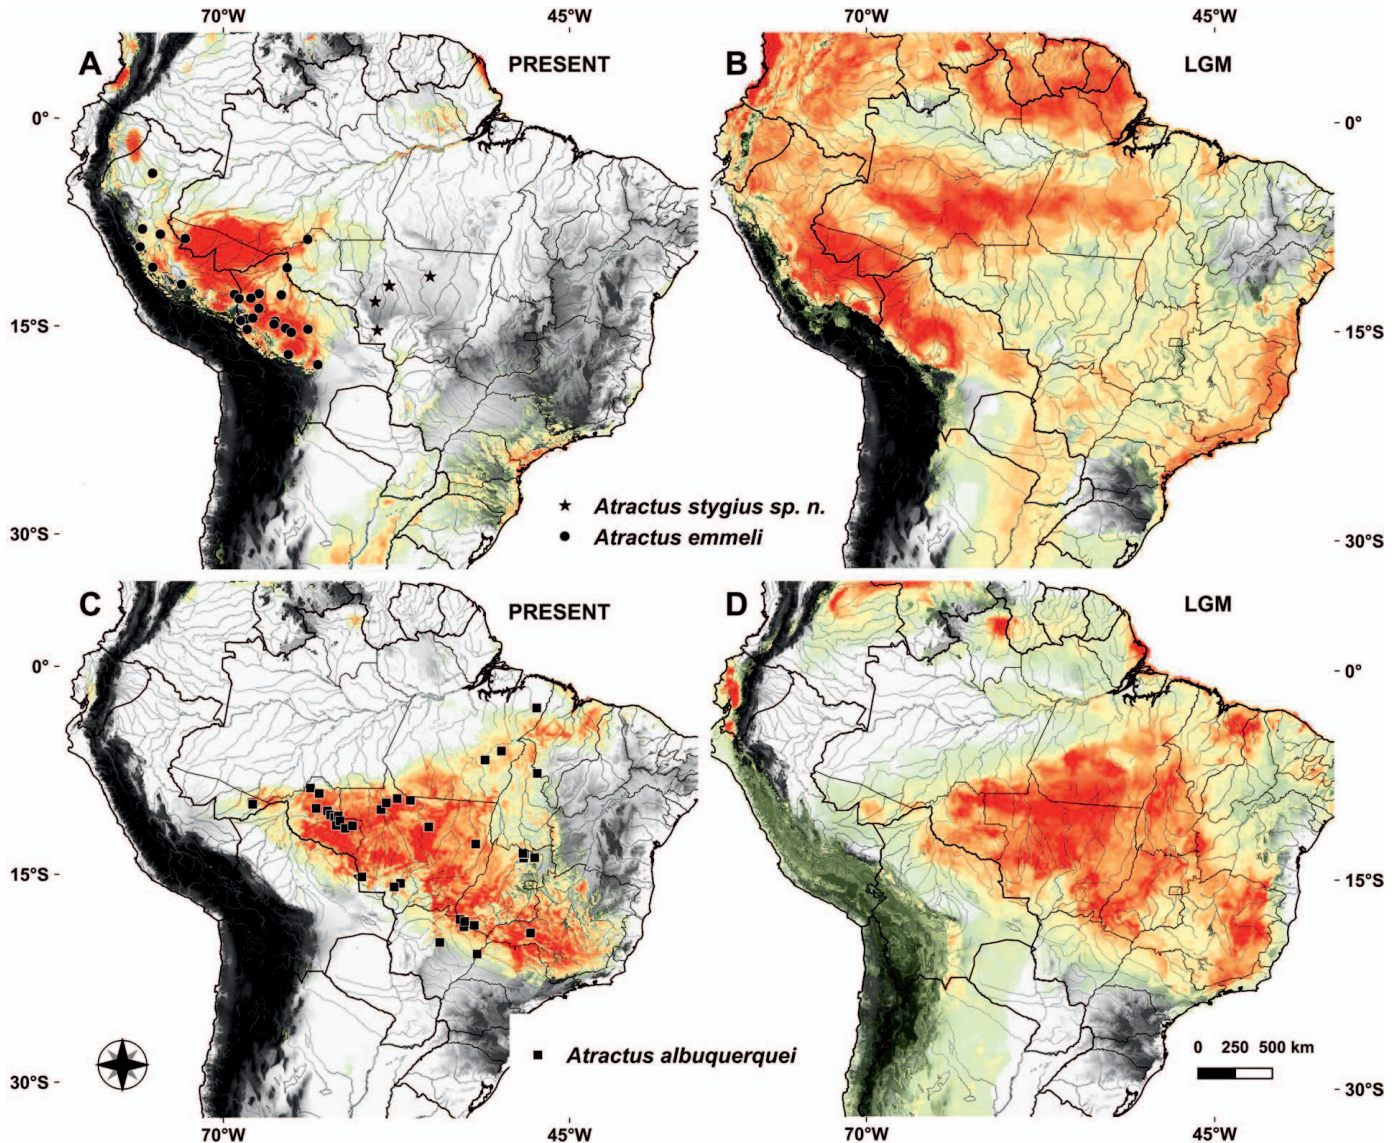 70°W
45°W
70°W
45°W
A
PRESENT
B
LGM
0°
0°
15°S
15°S
Atractus stygius sp. n.
Atractus emmeli
30°S
30°S
C
PRESENT
D
LGM
0°
0°
15°S
15°S
Atractus albuquerquei
0 250 500 km
30°S
30°S
70°W
45°W
70°W
45°W